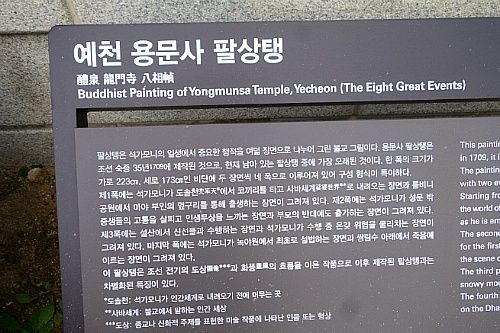 예천 용문사 팔상탱
醴泉 龍門寺 八相幀
Buddhist Painting of Yongmunsa Temple, Yecheon (The Eight Great Events)
팔상탱은 석가모니의 일생에서 중요한 행적을 여덟 장면으로 나누어 그린 불교 그림이다. 용문사 팔상탱은
조선 숙종 35년1709에 제작된 것으로, 현재 남아 있는 팔상탱 중에 가장 오래된 것이다. 한 폭의 크기가
가로 223㎝, 세로 173㎝인 비단에 두 장면씩 네 폭으로 이루어져 있어 구성 형식이 특이하다.
제1폭에는 석가모니가 도솔천*에서 코끼리를 타고 사바세계**로 내려오는 장면과 룸비니
공원에서 마야 부인의 옆구리를 통해 출생하는 장면이 그려져 있다. 제2폭에는 석가모니가 성문 밖
중생들의 고통을 살피고 인생무상을 느끼는 장면과 부모의 반대에도 출가하는 장면이 그려져 있다.
제3폭에는 설산에서 신선들과 수행하는 장면과 석가모니가 수행 중 온갖 위험을 물리치는 장면이
그려져 있다. 마지막 폭에는 석가모니가 녹야원에서 최초로 설법하는 장면과 쌍림수 아래에서 죽음에
이르는 장면이 그려져 있다.
이 팔상탱은 조선 전기의 도상***과 화풍의 흐름을 이은 작품으로 이후 제작된 팔상탱과는
차별화된 특징이 있다.
*도솔천: 석가모니가 인간세계로 내려오기 전에 머무는 곳
**사바세계: 불교에서 말하는 인간 세상
***도상: 종교나 신화적 주제를 표현한 미술 작품에 나타난 인물 또는 형상
This painti
in 1709, it i
The paintin
with two ev
Starting fro
the world of
as he is em
The second
for the first
the scene c
The third p
snowy mou
The fourth
on the Dha